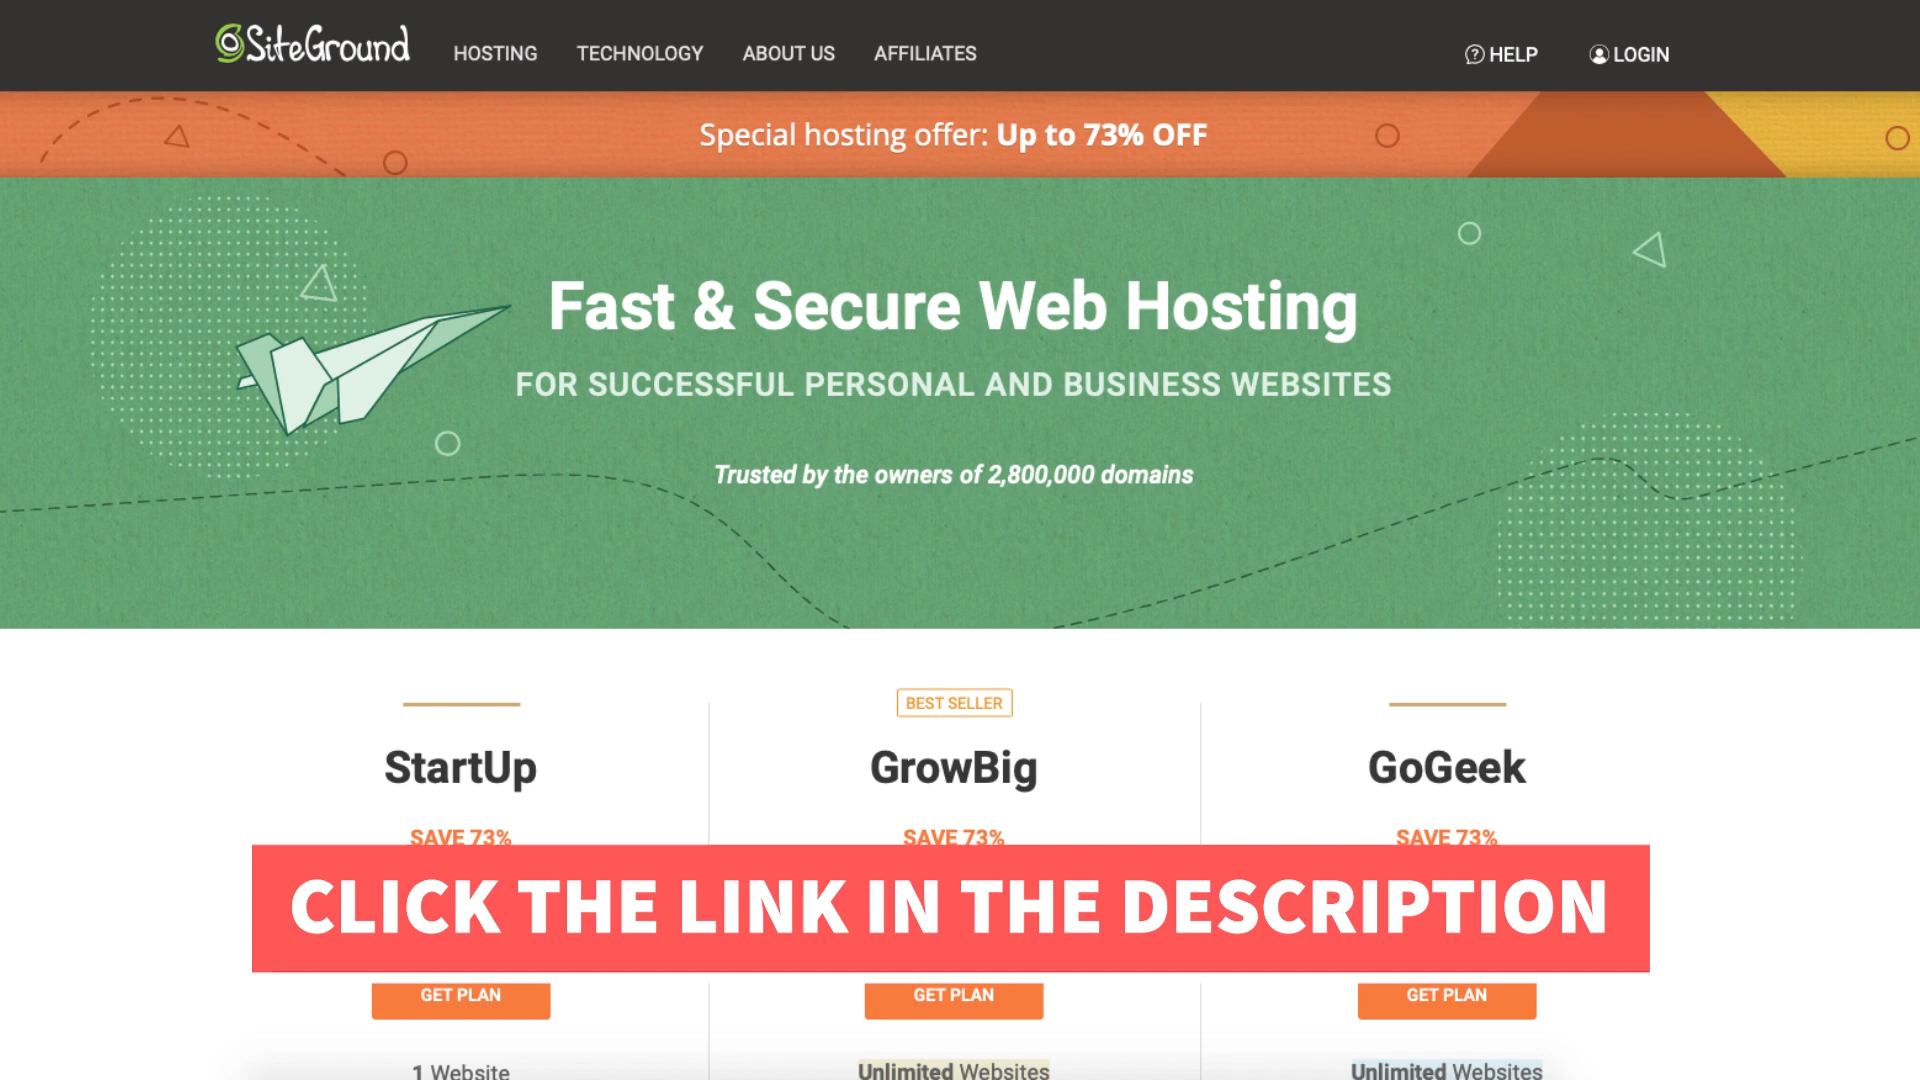 SiteGround HOSTING TECHNOLOGY ABOUT US AFFILIATES HELP LOGIN
Special hosting offer: Up to 73% OFF
Fast & Secure Web Hosting
FOR SUCCESSFUL PERSONAL AND BUSINESS WEBSITES
Trusted by the owners of 2,800,000 domains
BEST SELLER
StartUp GrowBig GoGeek
SAVE 73% SAVE 73% SAVE 73%
CLICK THE LINK IN THE DESCRIPTION
GET PLAN GET PLAN GET PLAN
1 Website Unlimited Websites Unlimited Websites